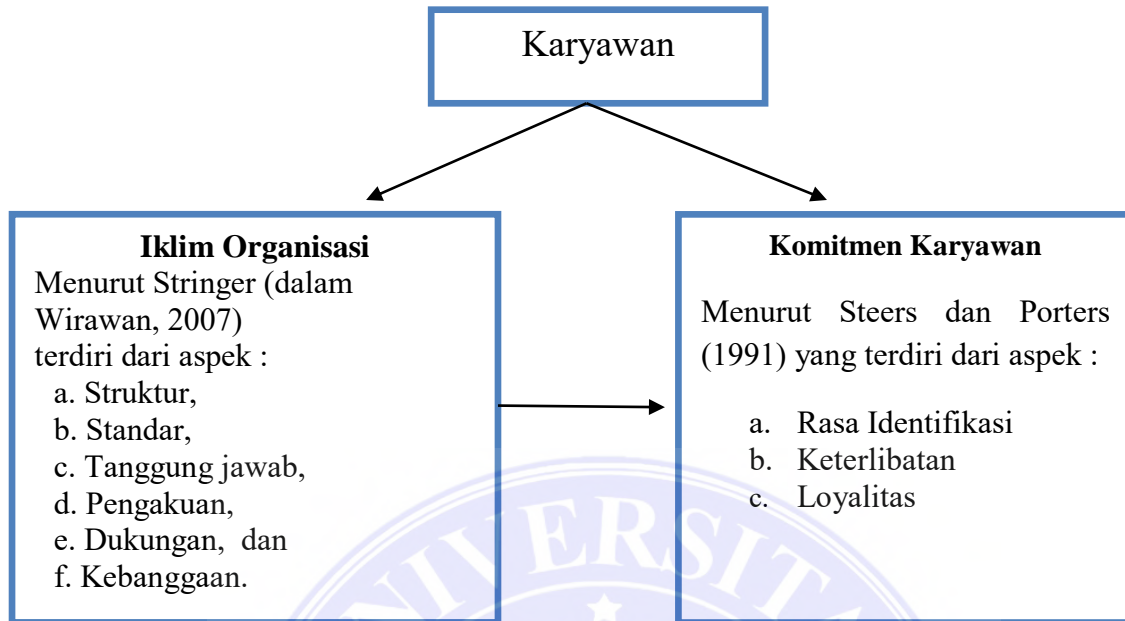 Karyawan
Iklim Organisasi
Menurut Stringer (dalam
Wirawan, 2007)
terdiri dari aspek :
a. Struktur,
b. Standar,
c. Tanggung jawab,
d. Pengakuan,
e. Dukungan, dan
f. Kebanggaan.
Komitmen Karyawan
Menurut Steers dan Porters
(1991) yang terdiri dari aspek :
a. Rasa Identifikasi
b. Keterlibatan
c. Loyalitas
NIVERSITA